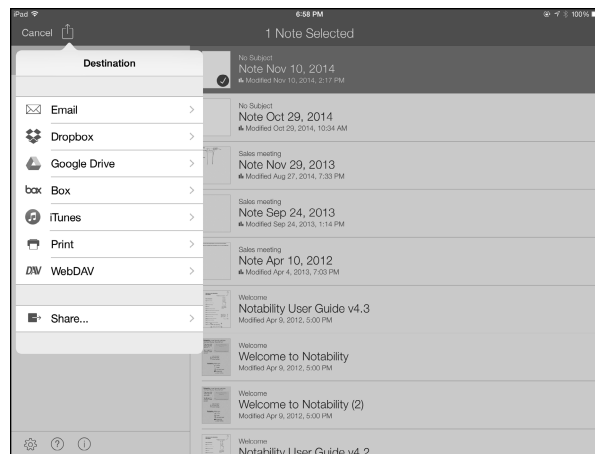 iPad 6:58 PM 100%
Cancel 1 Note Selected
Destination
Email
Dropbox
Google Drive
box Box
iTunes
Print
DAV WebDAV
Share...
No Subject
Note Nov 10, 2014
Modified Nov 10, 2014, 2:17 PM
No Subject
Note Oct 29, 2014
Modified Oct 29, 2014, 10:34 AM
Sales meeting
Note Nov 29, 2013
Modified Aug 27, 2014, 7:33 PM
Sales meeting
Note Sep 24, 2013
Modified Sep 24, 2013, 1:14 PM
Sales meeting
Note Apr 10, 2012
Modified Apr 4, 2013, 7:03 PM
Welcome
Notability User Guide v4.3
Modified Apr 9, 2012, 5:00 PM
Welcome
Welcome to Notability
Modified Apr 9, 2012, 5:00 PM
Welcome
Welcome to Notability (2)
Modified Apr 9, 2012, 5:00 PM
Welcome
Notability User Guide v4.2